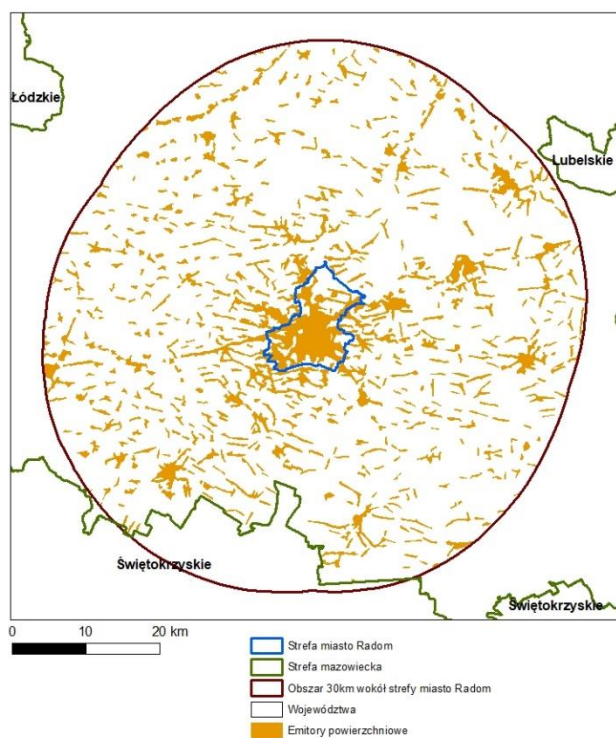 Łódzkie
Lubelskie
Świętokrzyskie
Świętokrzyskie
0 10 20 km
Strefa miasto Radom
Strefa mazowiecka
Obszar 30km wokół strefy miasto Radom
Województwa
Emitory powierzchniowe